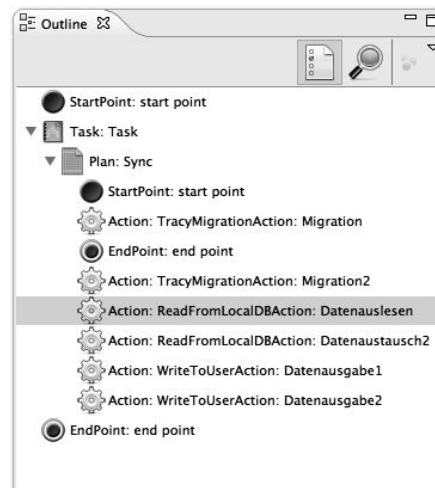 Outline
StartPoint: start point
Task: Task
Plan: Sync
StartPoint: start point
Action: TracyMigrationAction: Migration
EndPoint: end point
Action: TracyMigrationAction: Migration2
Action: ReadFromLocalDBAction: Datenauslesen
Action: ReadFromLocalDBAction: Datenaustausch2
Action: WriteToUserAction: Datenausgabe1
Action: WriteToUserAction: Datenausgabe2
EndPoint: end point